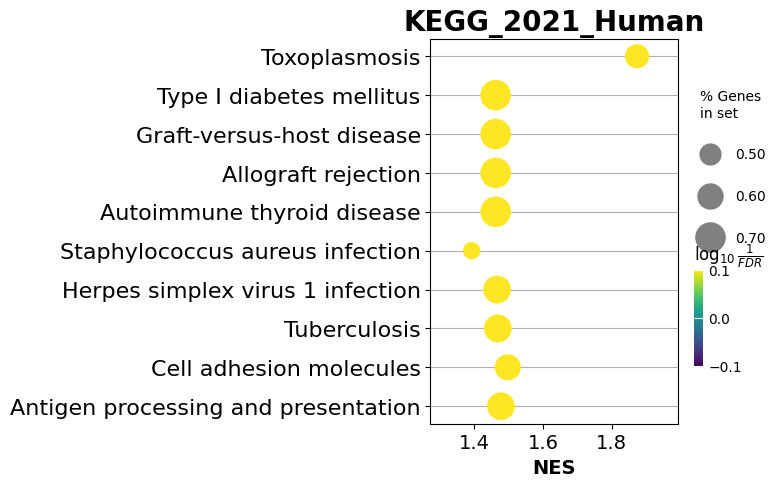 KEGG_2021_Human
Toxoplasmosis
Type I diabetes mellitus
Graft-versus-host disease
Allograft rejection
Autoimmune thyroid disease
Staphylococcus aureus infection
Herpes simplex virus 1 infection
Tuberculosis
Cell adhesion molecules
Antigen processing and presentation
1.4 1.6 1.8
NES
% Genes
in set
0.50
0.60
0.70
log₁₀ 1/FDR
0.1
0.0
−0.1